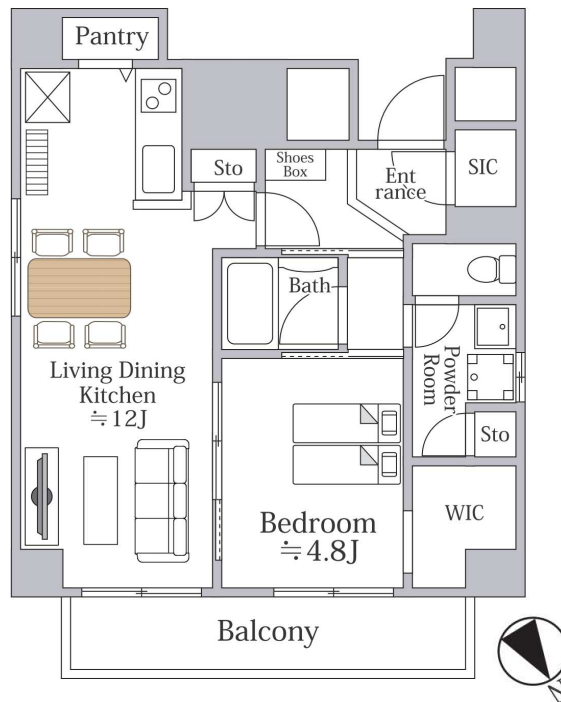 Pantry
Sto
Shoes
Box
Ent
rance
SIC
Bath
Living Dining
Kitchen
≒12J
Powder
Room
Sto
Bedroom
≒4.8J
WIC
Balcony
N